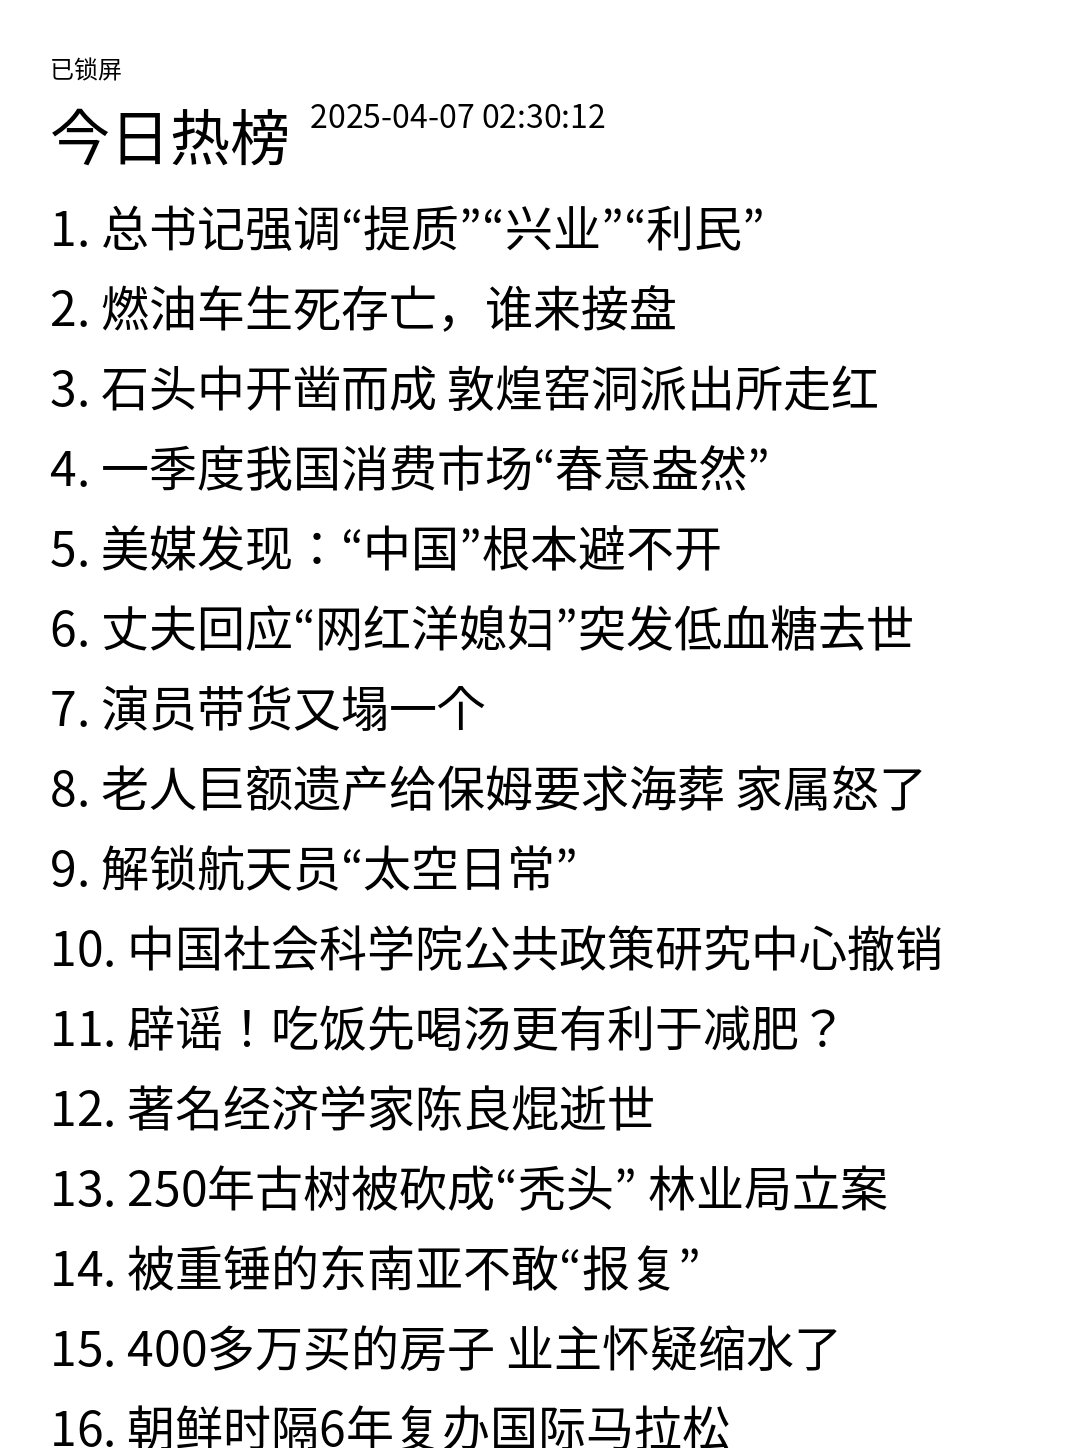 已锁屏
今日热榜 2025-04-07 02:30:12
1. 总书记强调“提质”“兴业”“利民”
2. 燃油车生死存亡，谁来接盘
3. 石头中开凿而成 敦煌窑洞派出所走红
4. 一季度我国消费市场“春意盎然”
5. 美媒发现：“中国”根本避不开
6. 丈夫回应“网红洋媳妇”突发低血糖去世
7. 演员带货又塌一个
8. 老人巨额遗产给保姆要求海葬 家属怒了
9. 解锁航天员“太空日常”
10. 中国社会科学院公共政策研究中心撤销
11. 辟谣！吃饭先喝汤更有利于减肥？
12. 著名经济学家陈良焜逝世
13. 250年古树被砍成“秃头” 林业局立案
14. 被重锤的东南亚不敢“报复”
15. 400多万买的房子 业主怀疑缩水了
16. 朝鲜时隔6年复办国际马拉松